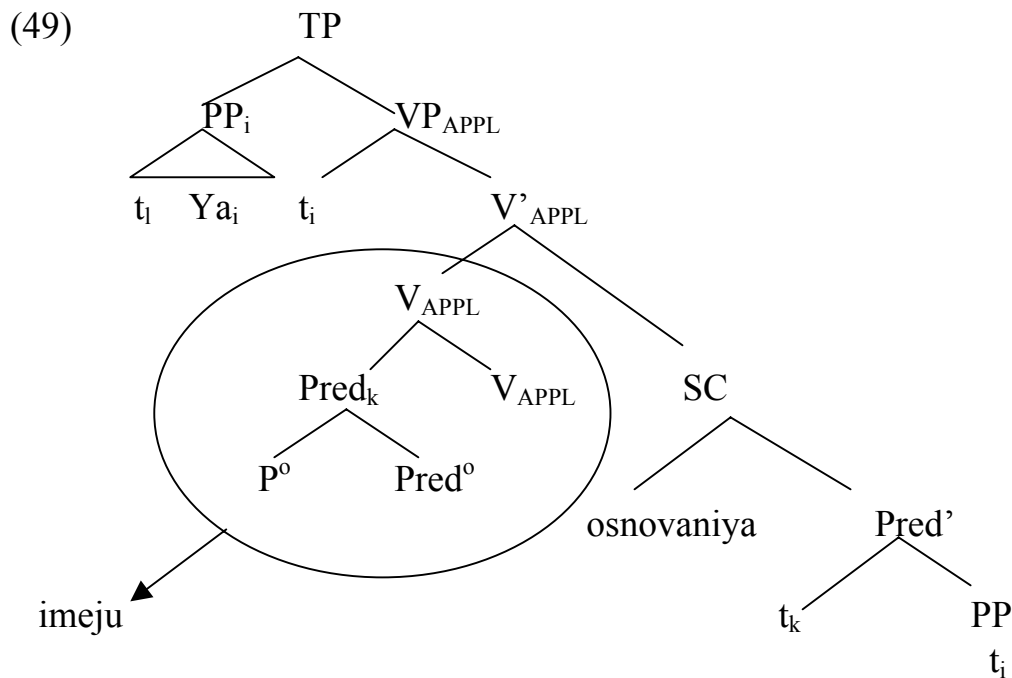 (49) TP
PPi VPAPPL
tl Yai ti V’APPL
VAPPL
Predk VAPPL SC
Po Predo
osnovaniya Pred’
imeju tk PP
ti